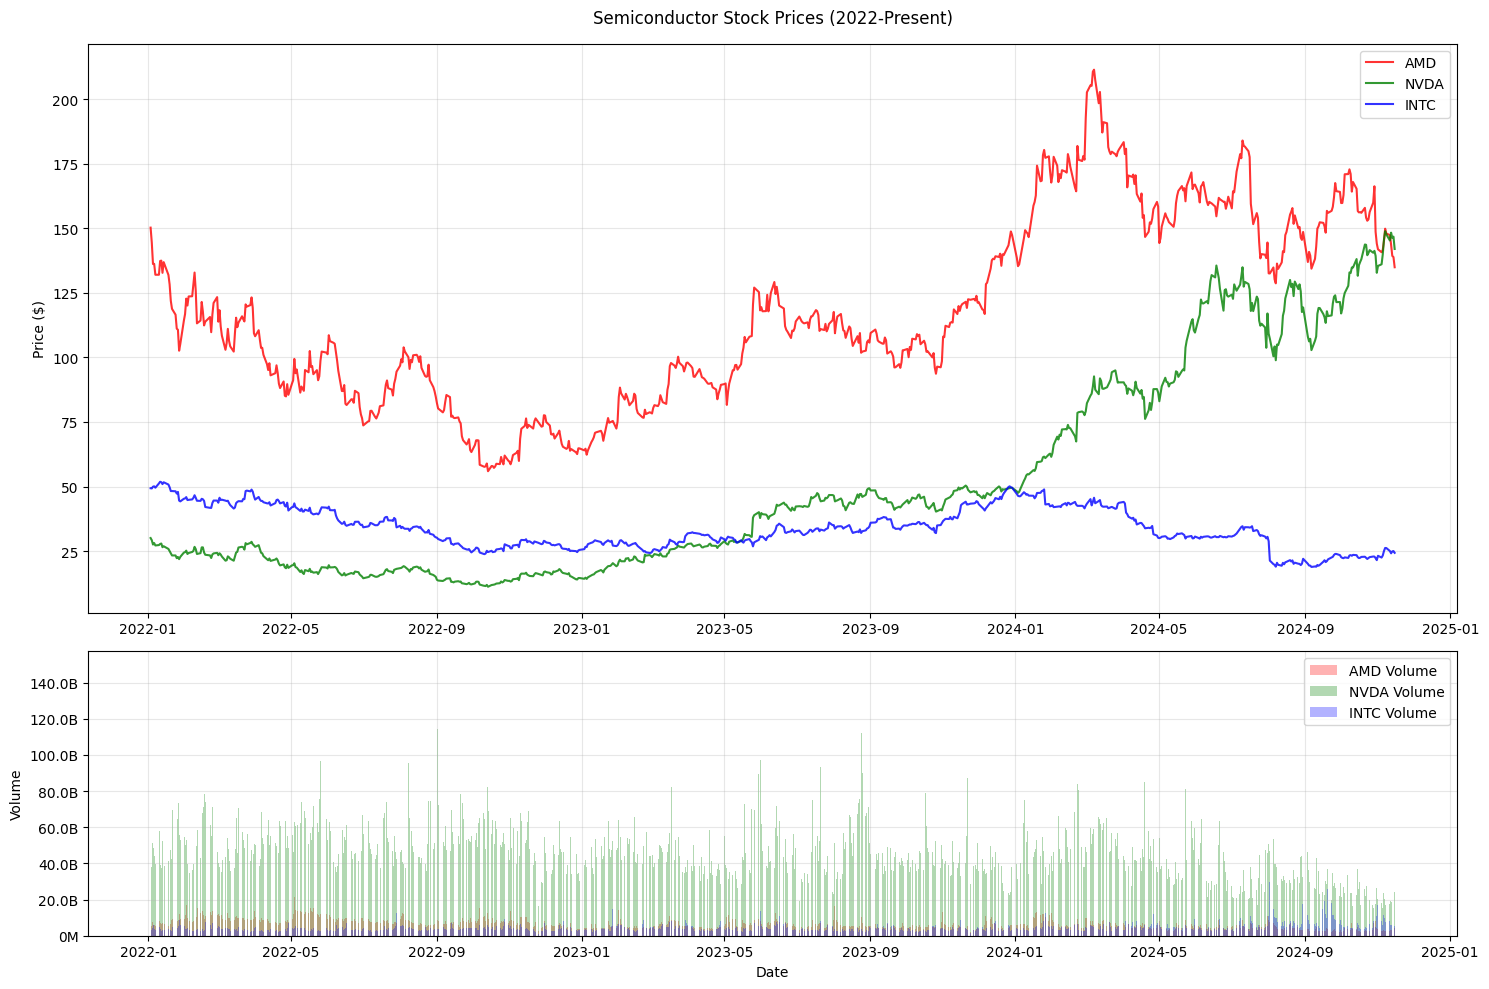 Semiconductor Stock Prices (2022-Present)
AMD
NVDA
INTC
Price ($)
200
175
150
125
100
75
50
25
2022-01 2022-05 2022-09 2023-01 2023-05 2023-09 2024-01 2024-05 2024-09 2025-01
AMD Volume
NVDA Volume
INTC Volume
Volume
140.0B
120.0B
100.0B
80.0B
60.0B
40.0B
20.0B
0M
2022-01 2022-05 2022-09 2023-01 2023-05 2023-09 2024-01 2024-05 2024-09 2025-01
Date